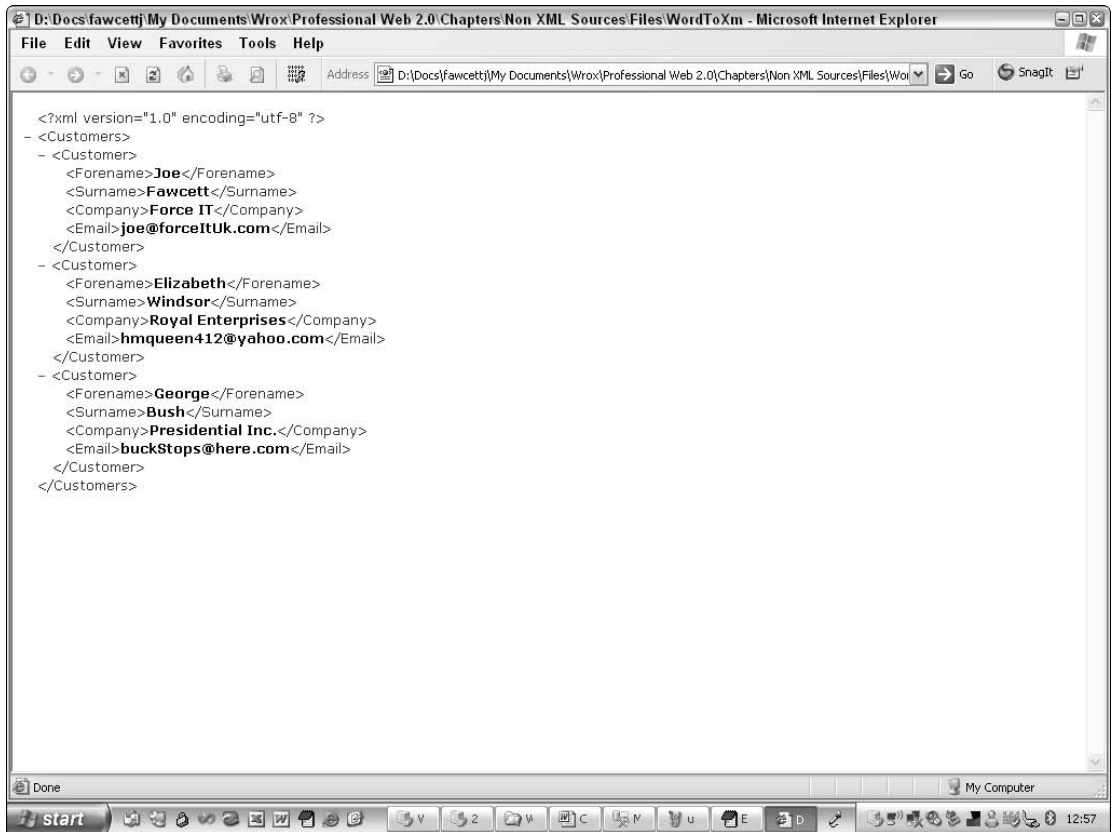 D:\Docs\fawcettj\My Documents\Wrox\Professional Web 2.0\Chapters\Non XML Sources\Files\WordToXm - Microsoft Internet Explorer
File Edit View Favorites Tools Help
Address D:\Docs\fawcettj\My Documents\Wrox\Professional Web 2.0\Chapters\Non XML Sources\Files\Wor Go SnagIt
<?xml version="1.0" encoding="utf-8" ?>
- <Customers>
- <Customer>
<Forename>Joe</Forename>
<Surname>Fawcett</Surname>
<Company>Force IT</Company>
<Email>joe@forceItUk.com</Email>
</Customer>
- <Customer>
<Forename>Elizabeth</Forename>
<Surname>Windsor</Surname>
<Company>Royal Enterprises</Company>
<Email>hmqueen412@yahoo.com</Email>
</Customer>
- <Customer>
<Forename>George</Forename>
<Surname>Bush</Surname>
<Company>Presidential Inc.</Company>
<Email>buckStops@here.com</Email>
</Customer>
</Customers>
Done My Computer
start V 2 W C M u E D 12:57